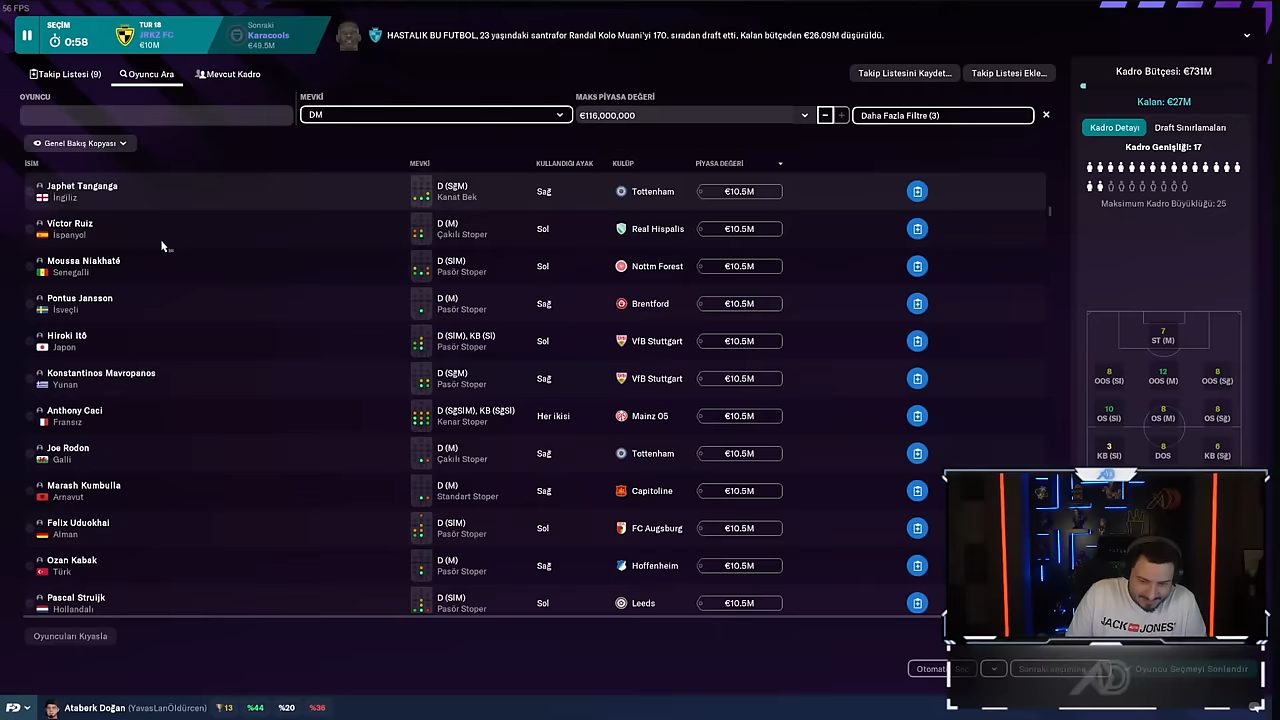 56 FPS
SEÇİM
0:58
TUR 18
JRKZ FC
€10M
Sonraki
Karacools
€49.5M
HASTALIK BU FUTBOL, 23 yaşındaki santrafor Randal Kolo Muani'yi 170. sıradan draft etti. Kalan bütçeden €26.09M düşürüldü.
Takip Listesi (9)
Oyuncu Ara
Mevcut Kadro
Takip Listesini Kaydet...
Takip Listesi Ekle...
OYUNCU
MEVKİ
MAKS PİYASA DEĞERİ
DM
€116,000,000
Daha Fazla Filtre (3)
Genel Bakış Kopyası
İSİM
MEVKİ
KULLANDIĞI AYAK
KULÜP
PİYASA DEĞERİ
Japhet Tanganga
İngiliz
D (SğM)
Kanat Bek
Sağ
Tottenham
€10.5M
Víctor Ruiz
İspanyol
D (M)
Çakılı Stoper
Sol
Real Hispalis
€10.5M
Moussa Niakhaté
Senegalli
D (SlM)
Pasör Stoper
Sol
Nottm Forest
€10.5M
Pontus Jansson
İsveçli
D (M)
Pasör Stoper
Sağ
Brentford
€10.5M
Hiroki Itô
Japon
D (SlM), KB (Sl)
Pasör Stoper
Sol
VfB Stuttgart
€10.5M
Konstantinos Mavropanos
Yunan
D (SğM)
Pasör Stoper
Sağ
VfB Stuttgart
€10.5M
Anthony Caci
Fransız
D (SğSlM), KB (SğSl)
Kenar Stoper
Her ikisi
Mainz 05
€10.5M
Joe Rodon
Galli
D (M)
Çakılı Stoper
Sağ
Tottenham
€10.5M
Marash Kumbulla
Arnavut
D (M)
Standart Stoper
Sağ
Capitoline
€10.5M
Felix Uduokhai
Alman
D (SlM)
Pasör Stoper
Sol
FC Augsburg
€10.5M
Ozan Kabak
Türk
D (M)
Pasör Stoper
Sağ
Hoffenheim
€10.5M
Pascal Struijk
Hollandalı
D (SlM)
Pasör Stoper
Sol
Leeds
€10.5M
Oyuncuları Kıyasla
Kadro Bütçesi: €731M
Kalan: €27M
Kadro Detayı
Draft Sınırlamaları
Kadro Genişliği: 17
Maksimum Kadro Büyüklüğü: 25
7
ST (M)
8
OOS (Sl)
12
OOS (M)
8
OOS (Sğ)
10
OS (Sl)
8
OS (M)
8
OS (Sğ)
3
KB (Sl)
8
DOS
6
KB (Sğ)
JACK JONES
Otomat
Seç
Sonraki seçimine
Oyuncu Seçmeyi Sonlandır
FD
Ataberk Doğan (YavasLanÖldürcen)
13
%44
%20
%36